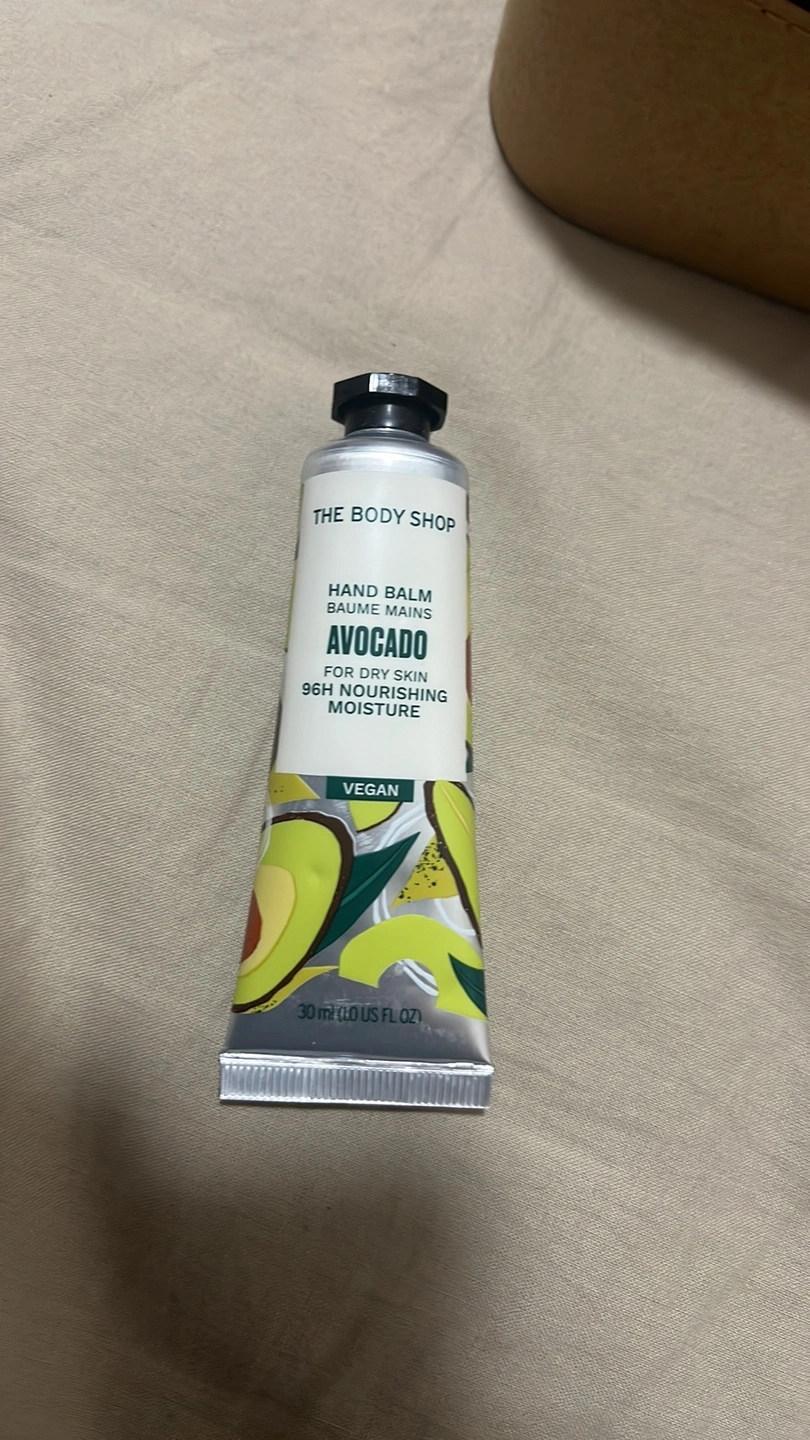 THE BODY SHOP
HAND BALM
BAUME MAINS
AVOCADO
FOR DRY SKIN
96H NOURISHING
MOISTURE
VEGAN
30 ml (1.0 US FL OZ)